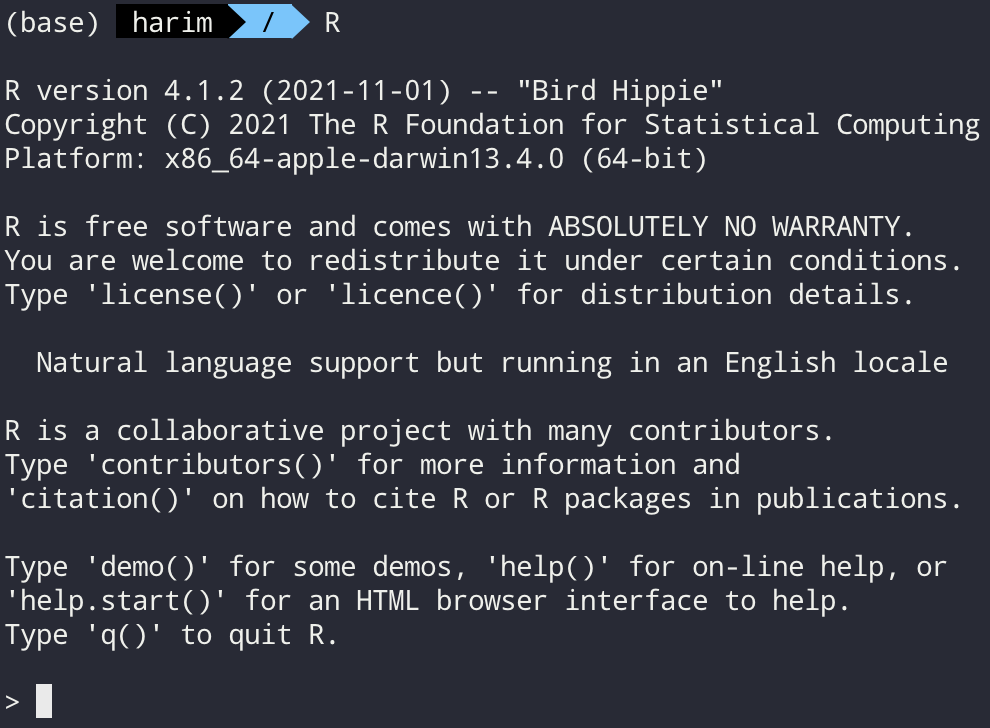 (base) harim / R
R version 4.1.2 (2021-11-01) -- "Bird Hippie"
Copyright (C) 2021 The R Foundation for Statistical Computing
Platform: x86_64-apple-darwin13.4.0 (64-bit)
R is free software and comes with ABSOLUTELY NO WARRANTY.
You are welcome to redistribute it under certain conditions.
Type 'license()' or 'licence()' for distribution details.
Natural language support but running in an English locale
R is a collaborative project with many contributors.
Type 'contributors()' for more information and
'citation()' on how to cite R or R packages in publications.
Type 'demo()' for some demos, 'help()' for on-line help, or
'help.start()' for an HTML browser interface to help.
Type 'q()' to quit R.
>